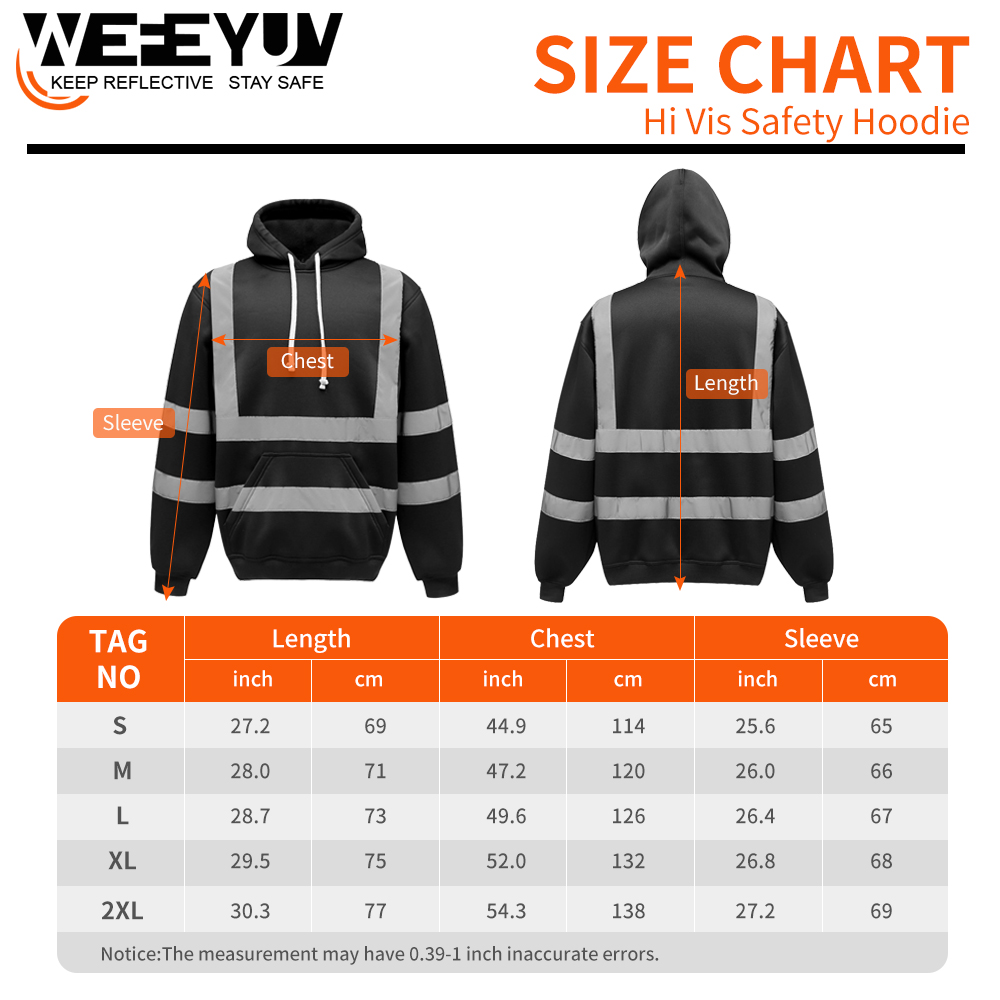 WEFEYUV
KEEP REFLECTIVE STAY SAFE
SIZE CHART
Hi Vis Safety Hoodie
Chest
Sleeve
Length
TAG NO Length Chest Sleeve
inch cm inch cm inch cm
S 27.2 69 44.9 114 25.6 65
M 28.0 71 47.2 120 26.0 66
L 28.7 73 49.6 126 26.4 67
XL 29.5 75 52.0 132 26.8 68
2XL 30.3 77 54.3 138 27.2 69
Notice:The measurement may have 0.39-1 inch inaccurate errors.